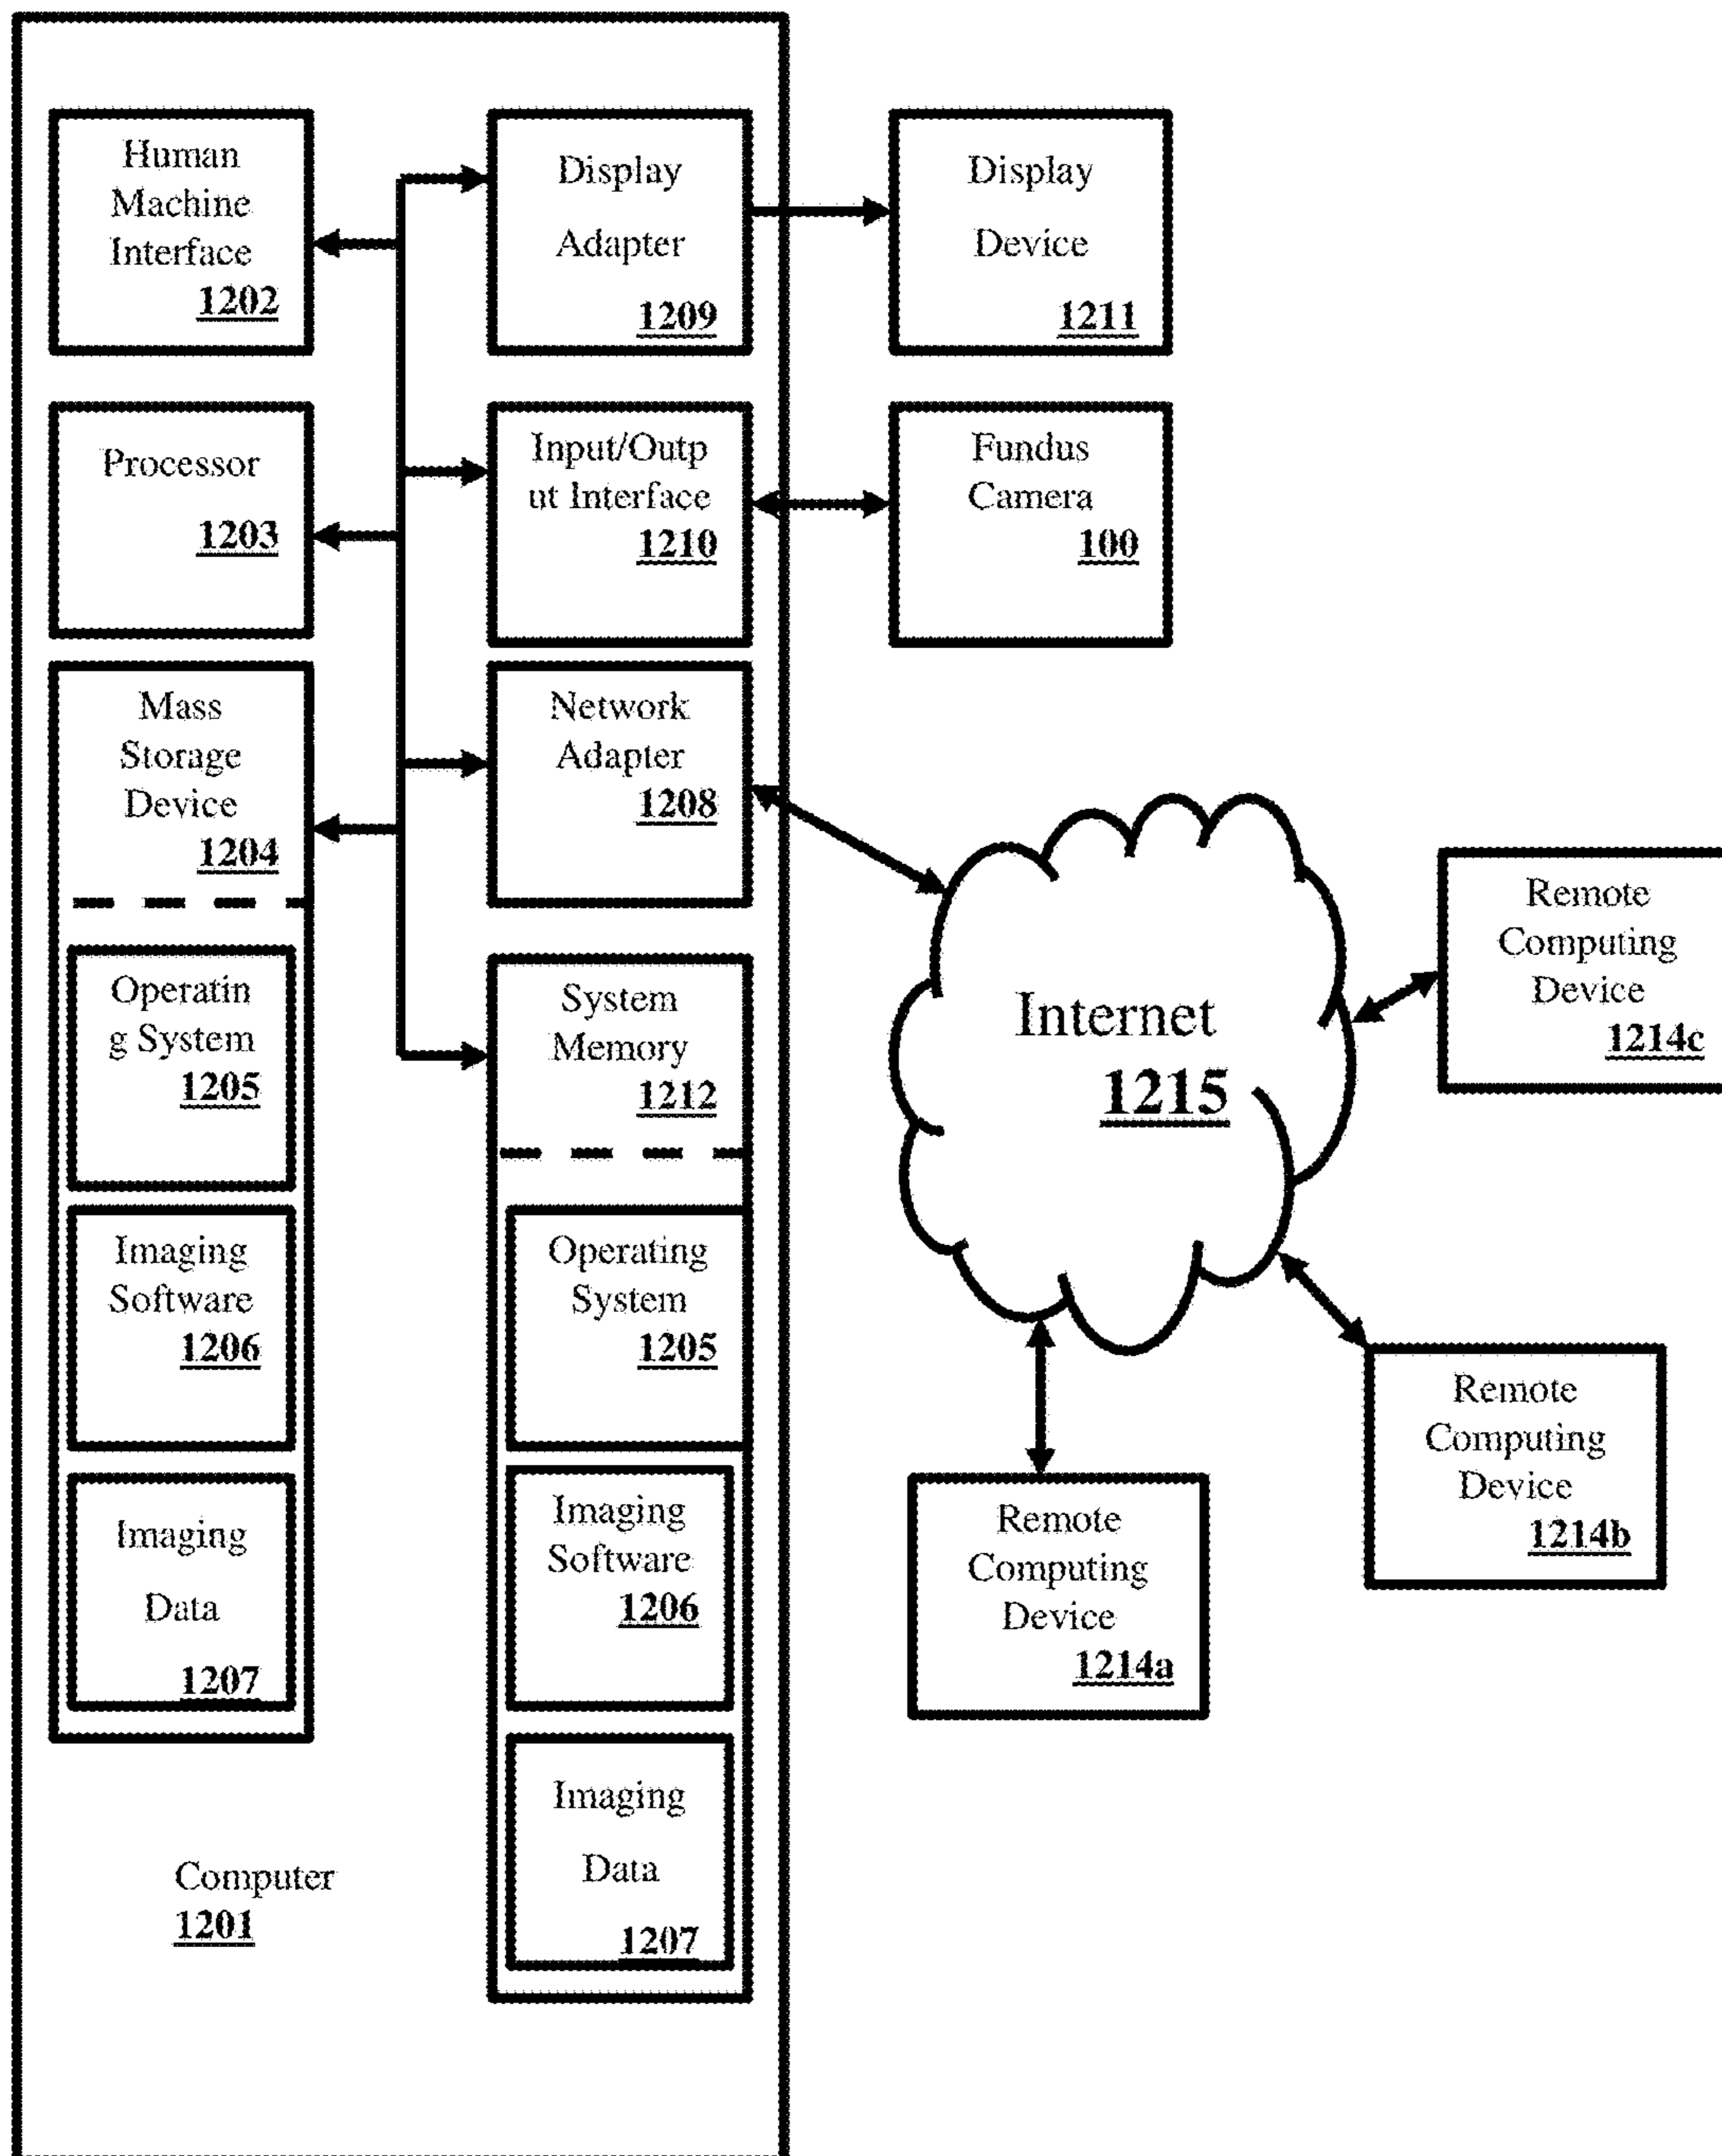 Human
Machine
Interface
1202
Display
Adapter
1209
Display
Device
1211
Processor
1203
Input/Outp
ut Interface
1210
Fundus
Camera
100
Mass
Storage
Device
1204
Network
Adapter
1208
Operatin
g System
1205
System
Memory
1212
Internet
1215
Remote
Computing
Device
1214c
Imaging
Software
1206
Operating
System
1205
Remote
Computing
Device
1214b
Imaging
Data
1207
Imaging
Software
1206
Remote
Computing
Device
1214a
Imaging
Data
1207
Computer
1201